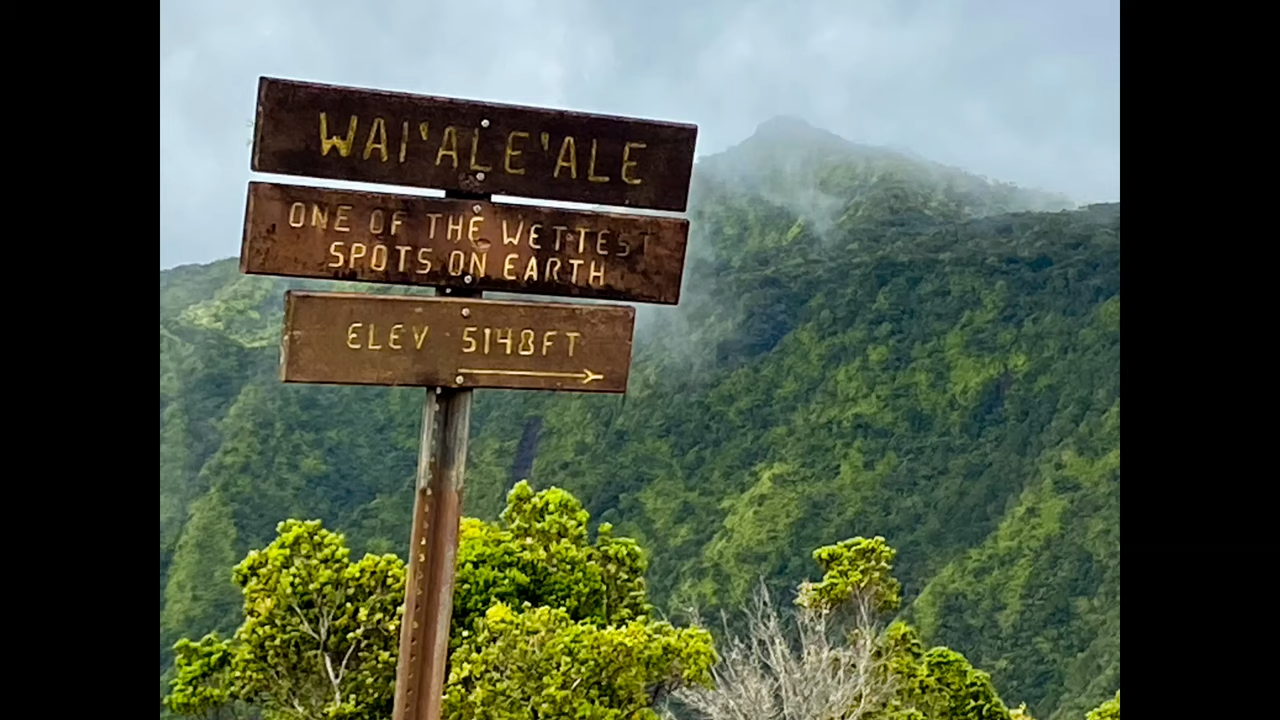 WAI'ALE'ALE
ONE OF THE WETTEST
SPOTS ON EARTH
ELEV 5148FT